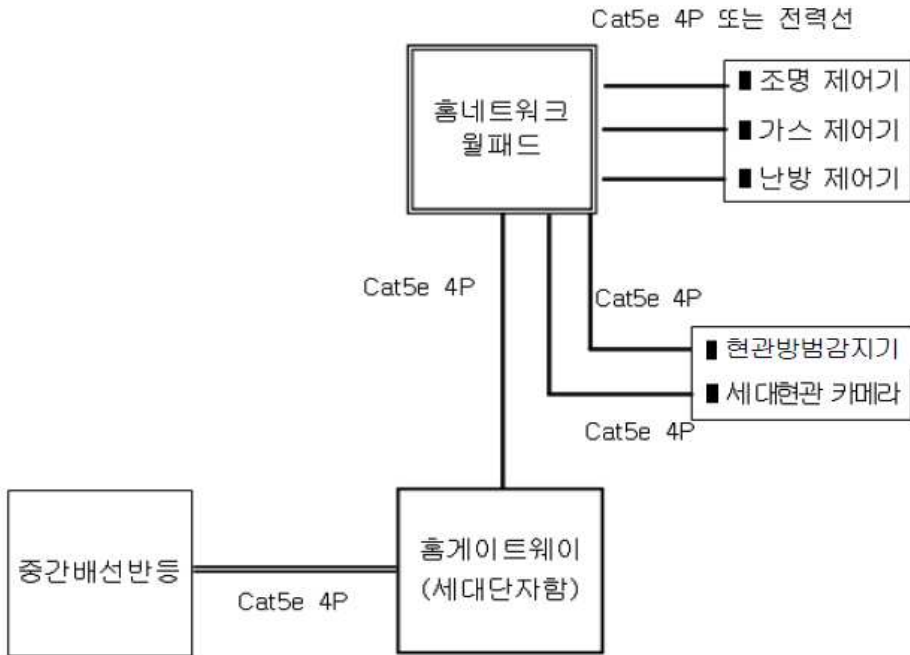 Cat5e 4P 또는 전력선
홈네트워크
월패드
■ 조명 제어기
■ 가스 제어기
■ 난방 제어기
Cat5e 4P
Cat5e 4P
■ 현관방범감지기
■ 세대현관 카메라
Cat5e 4P
중간배선반등
Cat5e 4P
홈게이트웨이
(세대단자함)